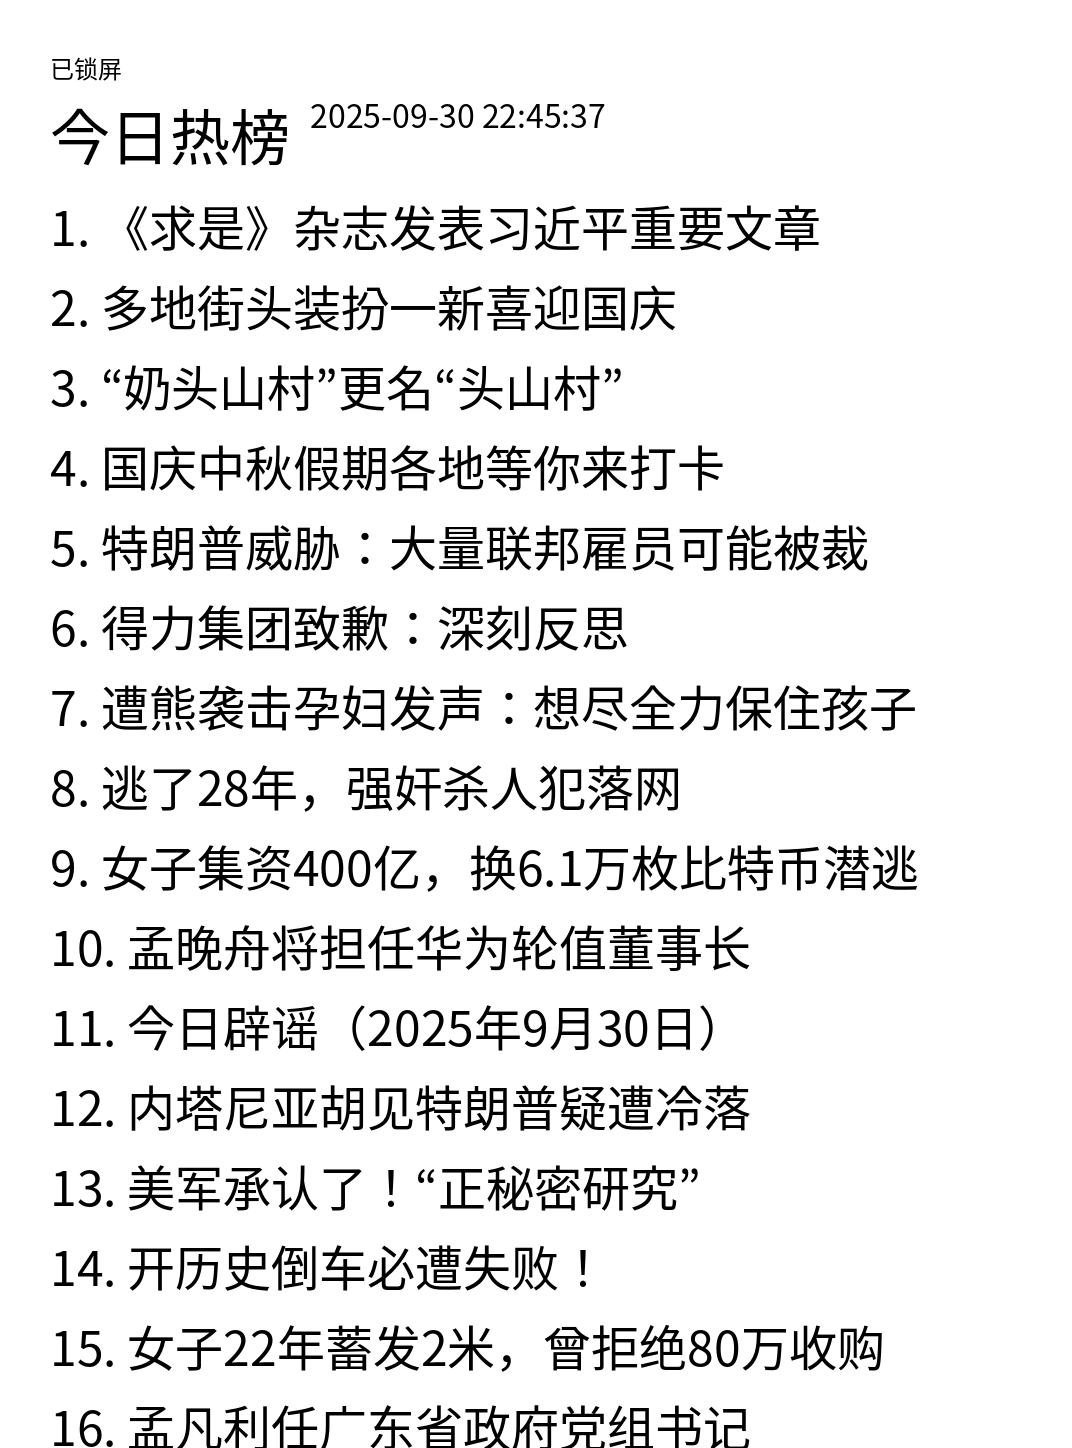 已锁屏
今日热榜 2025-09-30 22:45:37
1. 《求是》杂志发表习近平重要文章
2. 多地街头装扮一新喜迎国庆
3. “奶头山村”更名“头山村”
4. 国庆中秋假期各地等你来打卡
5. 特朗普威胁：大量联邦雇员可能被裁
6. 得力集团致歉：深刻反思
7. 遭熊袭击孕妇发声：想尽全力保住孩子
8. 逃了28年，强奸杀人犯落网
9. 女子集资400亿，换6.1万枚比特币潜逃
10. 孟晚舟将担任华为轮值董事长
11. 今日辟谣（2025年9月30日）
12. 内塔尼亚胡见特朗普疑遭冷落
13. 美军承认了！“正秘密研究”
14. 开历史倒车必遭失败！
15. 女子22年蓄发2米，曾拒绝80万收购
16. 孟凡利任广东省政府党组书记